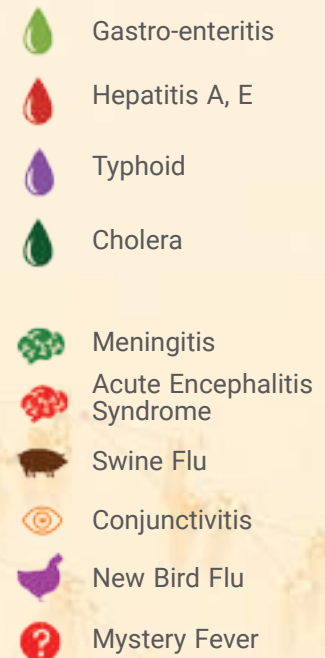 Gastro-enteritis
Hepatitis A, E
Typhoid
Cholera
Meningitis
Acute Encephalitis
Syndrome
Swine Flu
Conjunctivitis
New Bird Flu
?
Mystery Fever